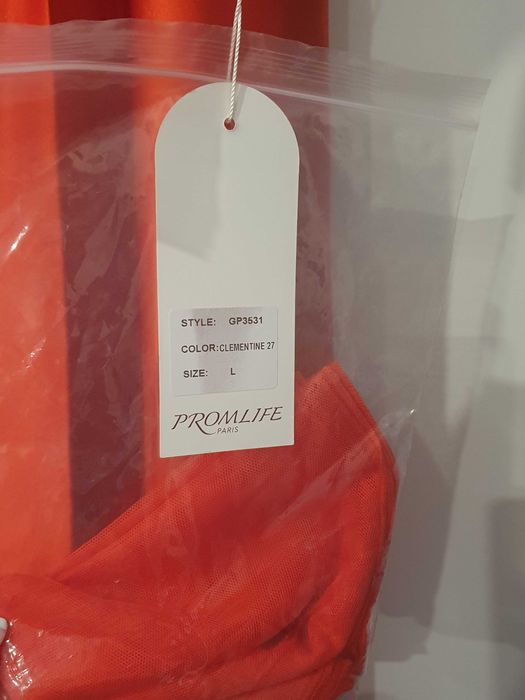 STYLE: GP3531
COLOR: CLEMENTINE 27
SIZE: L
PROMLIFE
PARIS